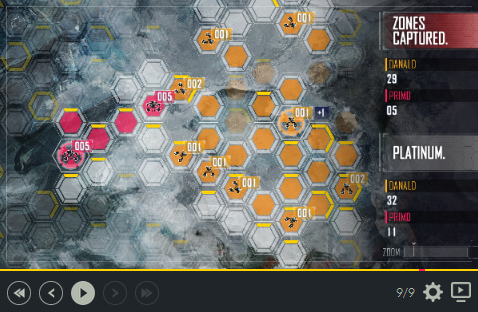 001
001
ZONES
CAPTURED.
DANALD
29
PRIMO
05
002
005
001
+1
005
001
001
001
002
001
PLATINUM.
DANALD
32
PRIMO
11
ZOOM
9/9